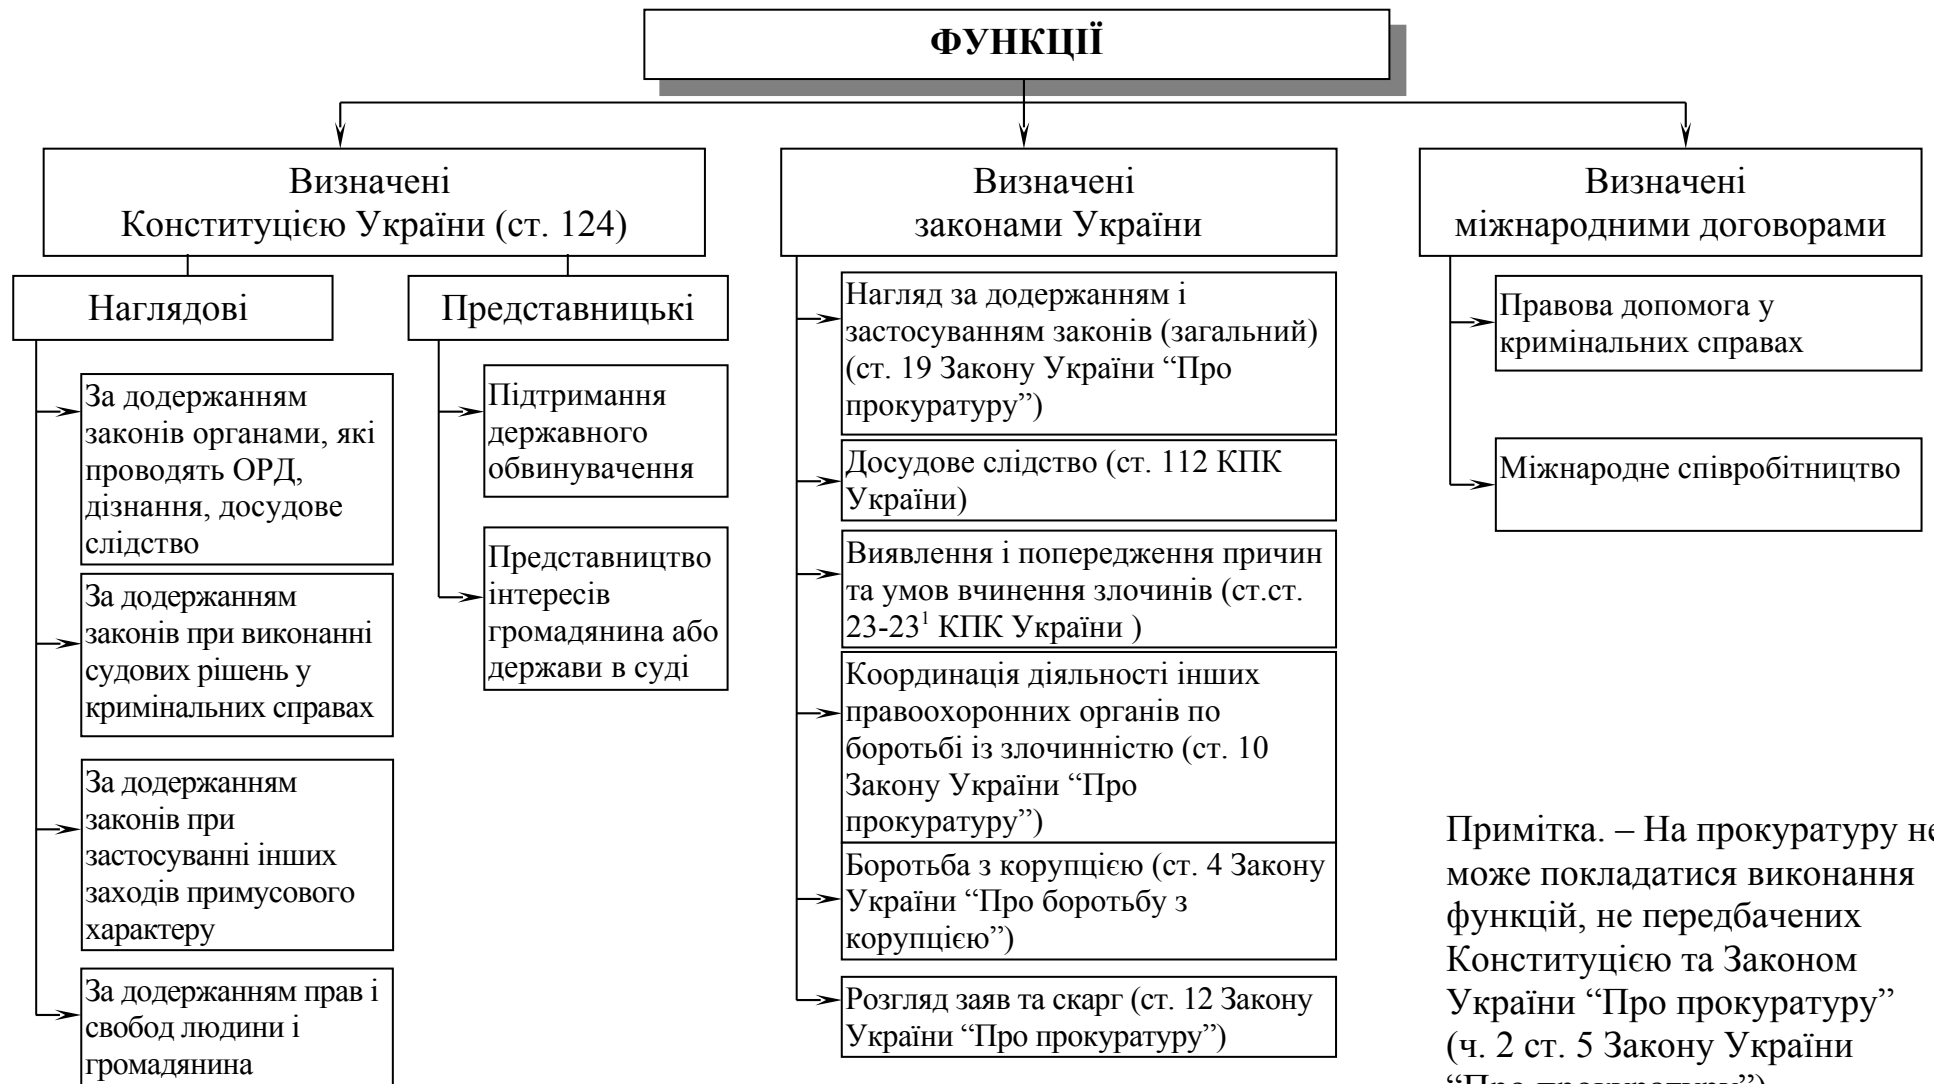 ФУНКЦІЇ
Визначені
Конституцією України (ст. 124)
Наглядові
За додержанням
законів органами, які
проводять ОРД,
дізнання, досудове
слідство
За додержанням
законів при виконанні
судових рішень у
кримінальних справах
За додержанням
законів при
застосуванні інших
заходів примусового
характеру
За додержанням прав і
свобод людини і
громадянина
Представницькі
Підтримання
державного
обвинувачення
Представництво
інтересів
громадянина або
держави в суді
Визначені
законами України
Нагляд за додержанням і
застосуванням законів (загальний)
(ст. 19 Закону України “Про
прокуратуру”)
Досудове слідство (ст. 112 КПК
України)
Виявлення і попередження причин
та умов вчинення злочинів (ст.ст.
23-23¹ КПК України )
Координація діяльності інших
правоохоронних органів по
боротьбі із злочинністю (ст. 10
Закону України “Про
прокуратуру”)
Боротьба з корупцією (ст. 4 Закону
України “Про боротьбу з
корупцією”)
Розгляд заяв та скарг (ст. 12 Закону
України “Про прокуратуру”)
Визначені
міжнародними договорами
Правова допомога у
кримінальних справах
Міжнародне співробітництво
Примітка. – На прокуратуру не
може покладатися виконання
функцій, не передбачених
Конституцією та Законом
України “Про прокуратуру”
(ч. 2 ст. 5 Закону України
“Про прокуратуру”)